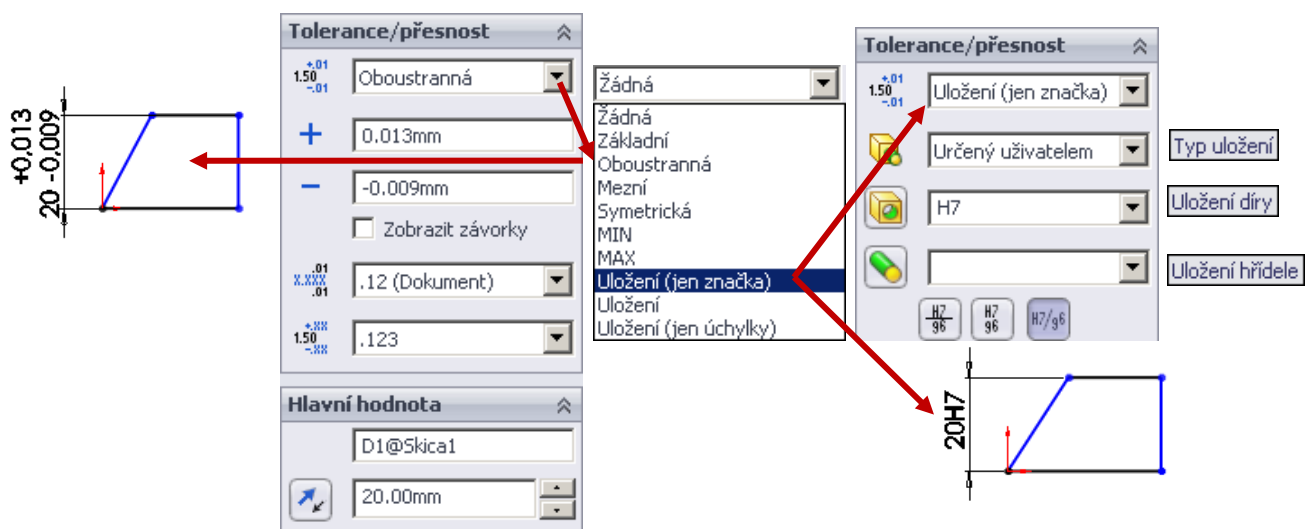 +0,013
20 -0,009
Tolerance/přesnost
+.01
1.50
-.01
Oboustranná
+
0.013mm
-
-0.009mm
Zobrazit závorky
.01
X.XXX
.01
.12 (Dokument)
+.XX
1.50
-.XX
.123
Hlavní hodnota
D1@Skica1
20.00mm
Žádná
Žádná
Základní
Oboustranná
Mezní
Symetrická
MIN
MAX
Uložení (jen značka)
Uložení
Uložení (jen úchylky)
Tolerance/přesnost
+.01
1.50
-.01
Uložení (jen značka)
Určený uživatelem
Typ uložení
H7
Uložení díry
Uložení hřídele
H7
g6
H7
g6
H7/g6
20H7